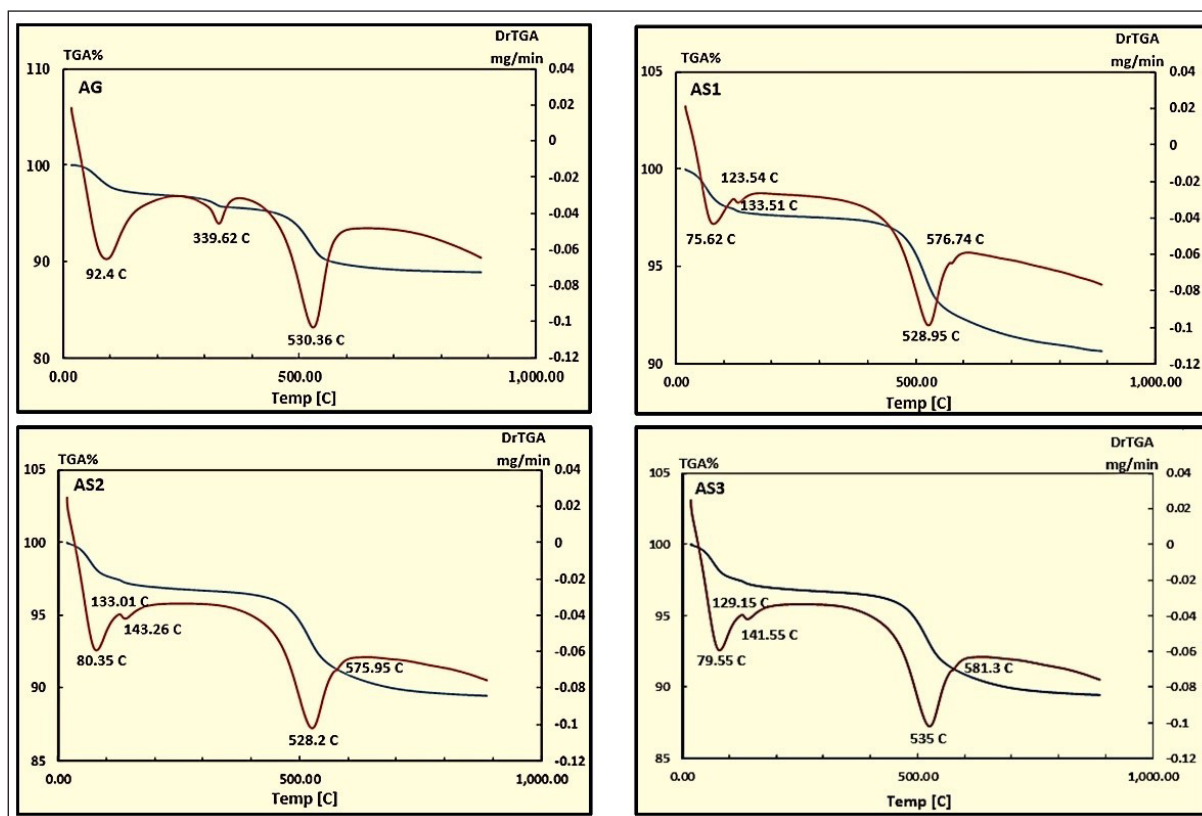 TGA%
DrTGA
mg/min
AG
110
100
90
80
0.04
0.02
0
-0.02
-0.04
-0.06
-0.08
-0.1
-0.12
92.4 C
339.62 C
530.36 C
0.00
500.00
1,000.00
Temp [C]
TGA%
DrTGA
mg/min
AS1
105
100
95
90
0.04
0.02
0
-0.02
-0.04
-0.06
-0.08
-0.1
-0.12
123.54 C
133.51 C
75.62 C
576.74 C
528.95 C
0.00
500.00
1,000.00
Temp [C]
TGA%
DrTGA
mg/min
AS2
105
100
95
90
85
0.04
0.02
0
-0.02
-0.04
-0.06
-0.08
-0.1
-0.12
133.01 C
143.26 C
80.35 C
575.95 C
528.2 C
0.00
500.00
1,000.00
Temp [C]
TGA%
DrTGA
mg/min
AS3
105
100
95
90
85
0.04
0.02
0
-0.02
-0.04
-0.06
-0.08
-0.1
-0.12
129.15 C
141.55 C
79.55 C
581.3 C
535 C
0.00
500.00
1,000.00
Temp [C]